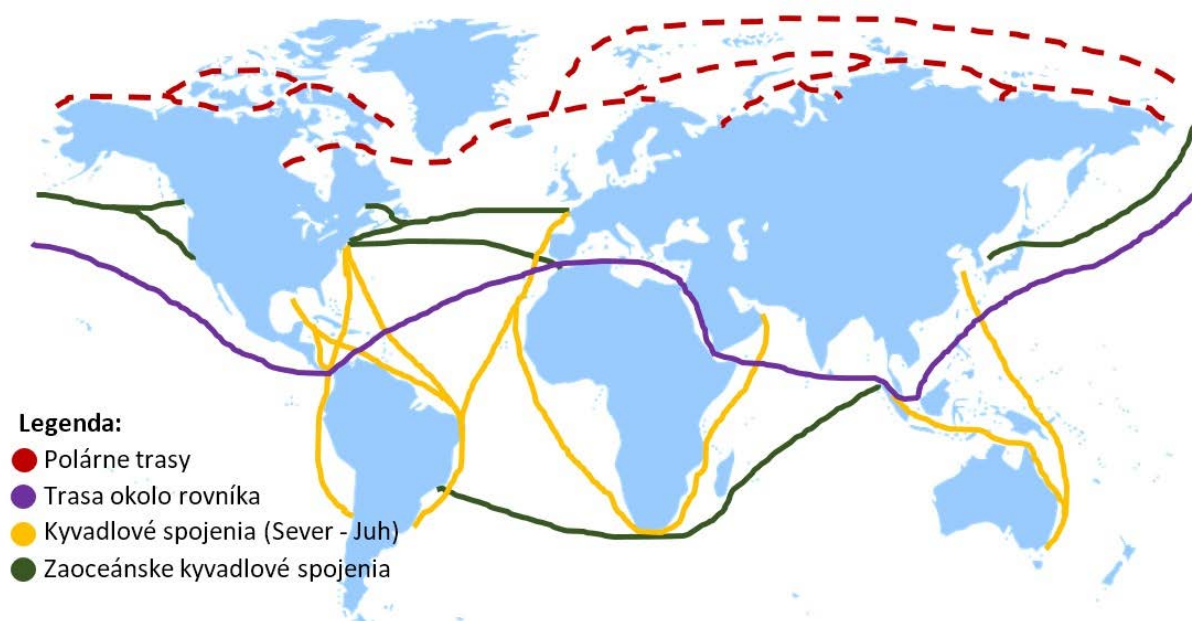 Legenda:
Polárne trasy
Trasa okolo rovníka
Kyvadlové spojenia (Sever - Juh)
Zaoceánske kyvadlové spojenia